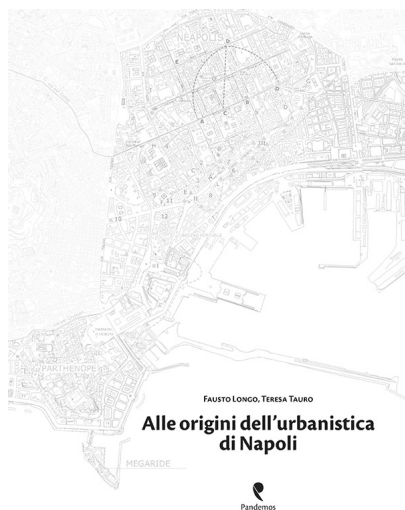 NEAPOLIS
PARTHENOPE
MEGARIDE
FAUSTO LONGO, TERESA TAURO
Alle origini dell'urbanistica
di Napoli
Pandemos